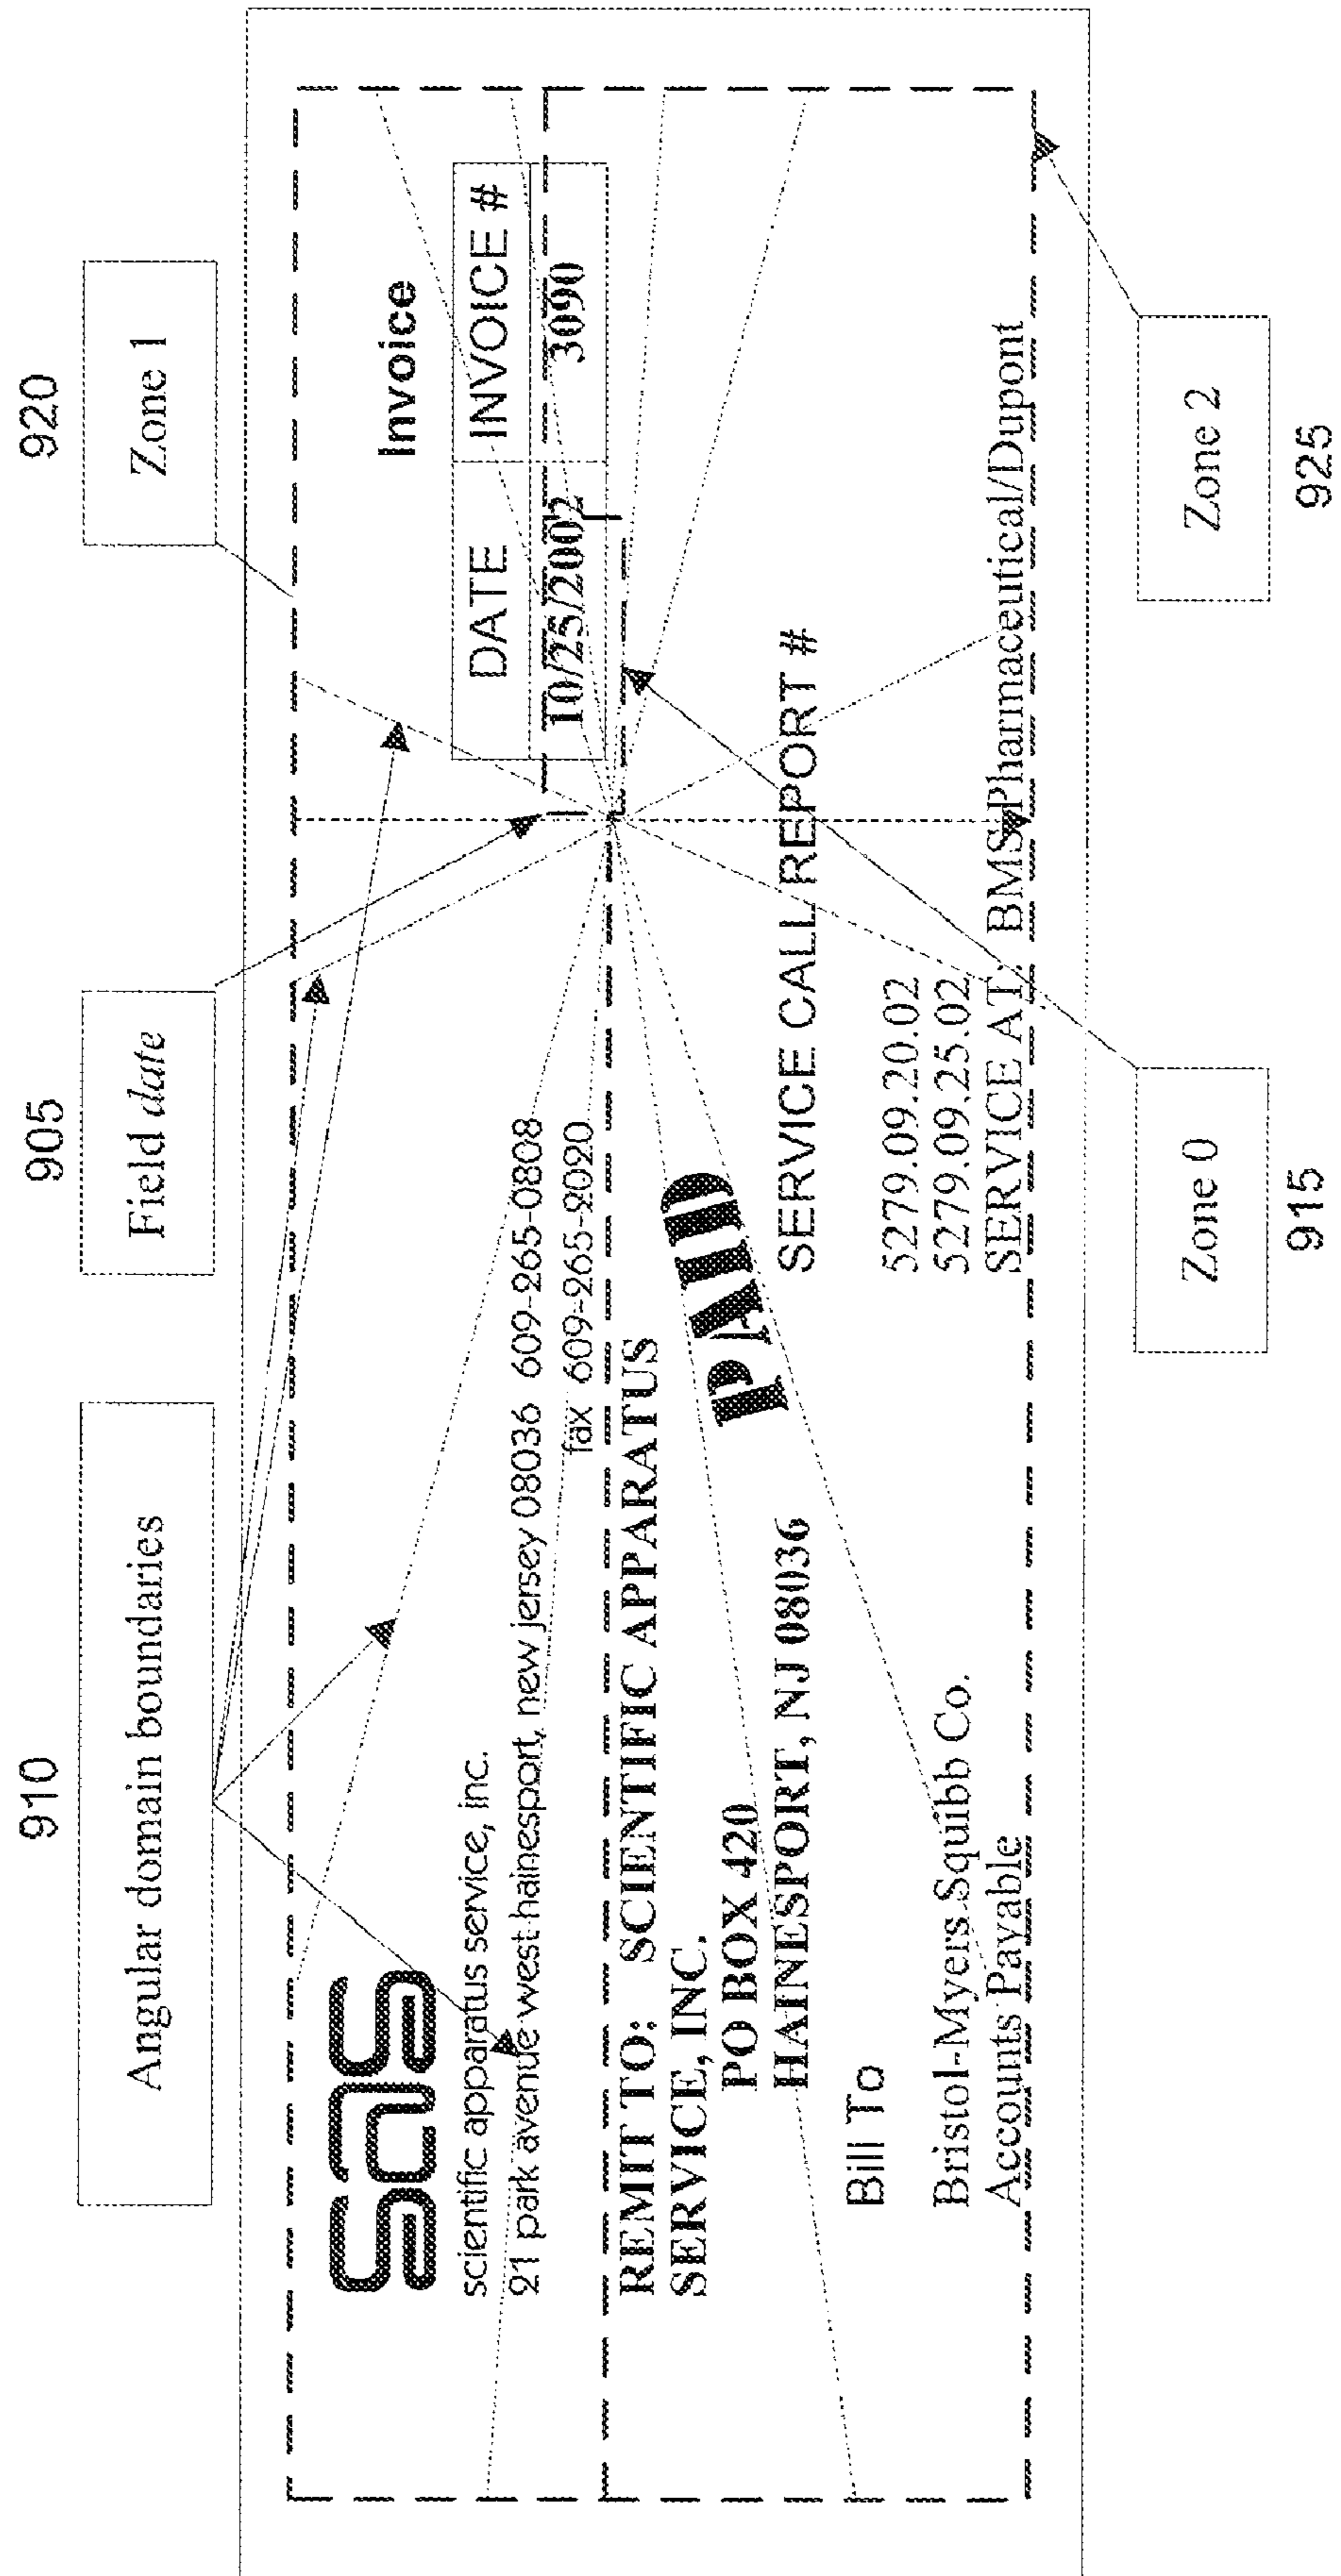 910
905
920
Angular domain boundaries
Field date
Zone 1
sas
Invoice
scientific apparatus service, inc.
21 park avenue west hainesport, new jersey 08036 609-265-0808
fax 609-265-2020
DATE INVOICE #
10/25/2002 3090
REMIT TO: SCIENTIFIC APPARATUS
SERVICE, INC.
PO BOX 420
HAINESPORT, NJ 08036
PAID
SERVICE CALL REPORT #
Bill To
5279.09.20.02
5279.09.25.02
Bristol-Myers Squibb Co.
Accounts Payable
SERVICE AT: BMSPharmaceutical/Dupont
Zone 0
Zone 2
915
925